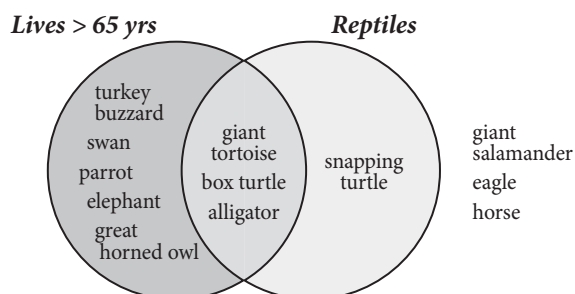 Lives > 65 yrs
Reptiles
turkey
buzzard
swan
parrot
elephant
great
horned owl
giant
tortoise
box turtle
alligator
snapping
turtle
giant
salamander
eagle
horse